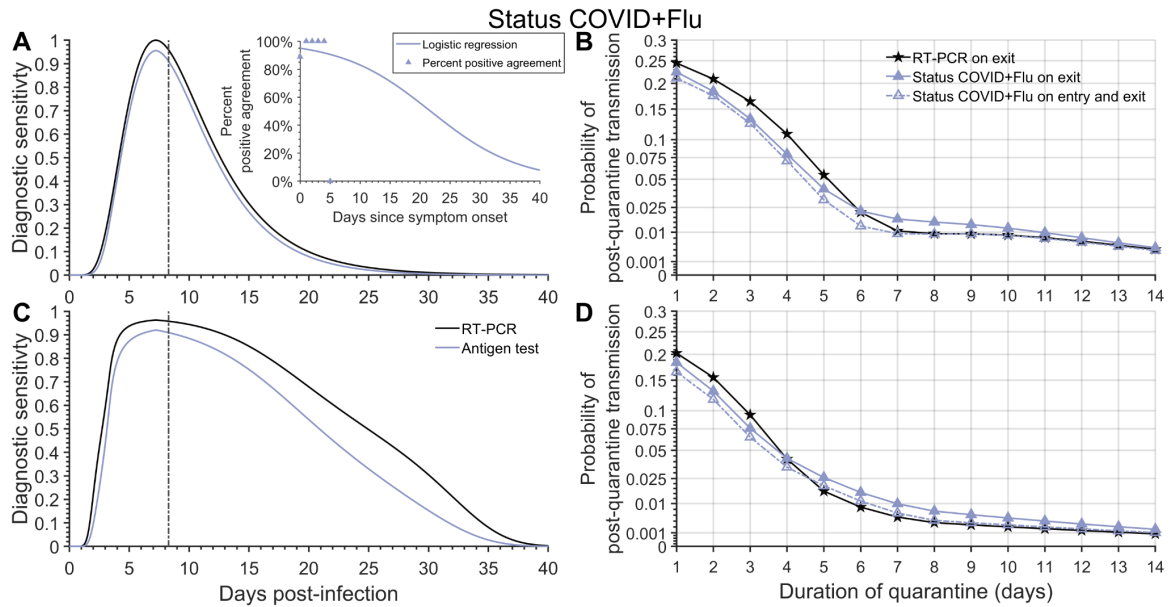 Status COVID+Flu
A
Diagnostic sensitivty
1
0.9
0.8
0.7
0.6
0.5
0.4
0.3
0.2
0.1
0
0 5 10 15 20 25 30 35 40
Percent
positive agreement
100%
80%
60%
40%
20%
0%
0 5 10 15 20 25 30 35 40
Days since symptom onset
Logistic regression
Percent positive agreement
B
Probability of
post-quarantine transmission
0.3
0.25
0.2
0.15
0.1
0.075
0.05
0.025
0.01
0.001
0
1 2 3 4 5 6 7 8 9 10 11 12 13 14
RT-PCR on exit
Status COVID+Flu on exit
Status COVID+Flu on entry and exit
C
Diagnostic sensitivty
1
0.9
0.8
0.7
0.6
0.5
0.4
0.3
0.2
0.1
0
0 5 10 15 20 25 30 35 40
Days post-infection
RT-PCR
Antigen test
D
Probability of
post-quarantine transmission
0.3
0.25
0.2
0.15
0.1
0.075
0.05
0.025
0.01
0.001
0
1 2 3 4 5 6 7 8 9 10 11 12 13 14
Duration of quarantine (days)